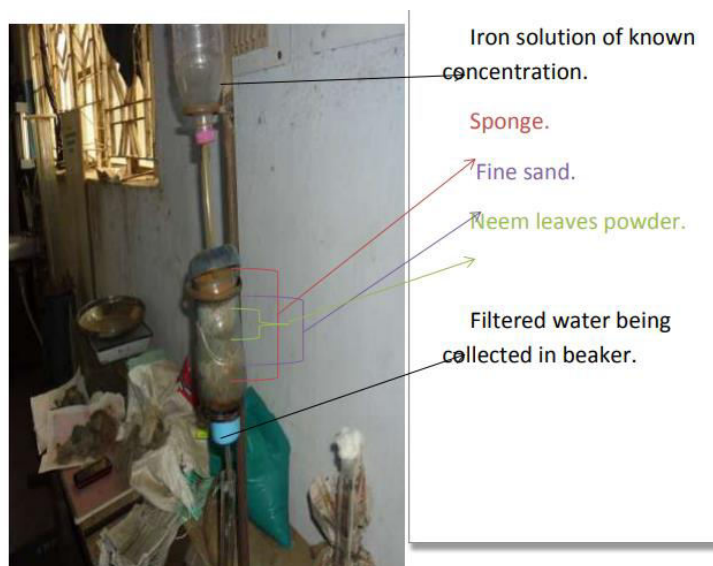 Iron solution of known
concentration.
Sponge.
Fine sand.
Neem leaves powder.
Filtered water being
collected in beaker.